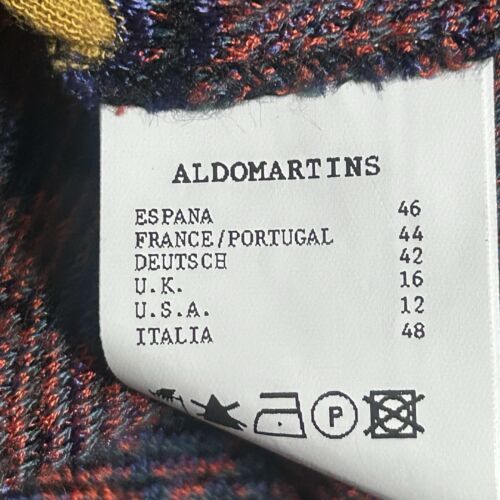 ALDOMARTINS
ESPANA 46
FRANCE/PORTUGAL 44
DEUTSCH 42
U.K. 16
U.S.A. 12
ITALIA 48
P